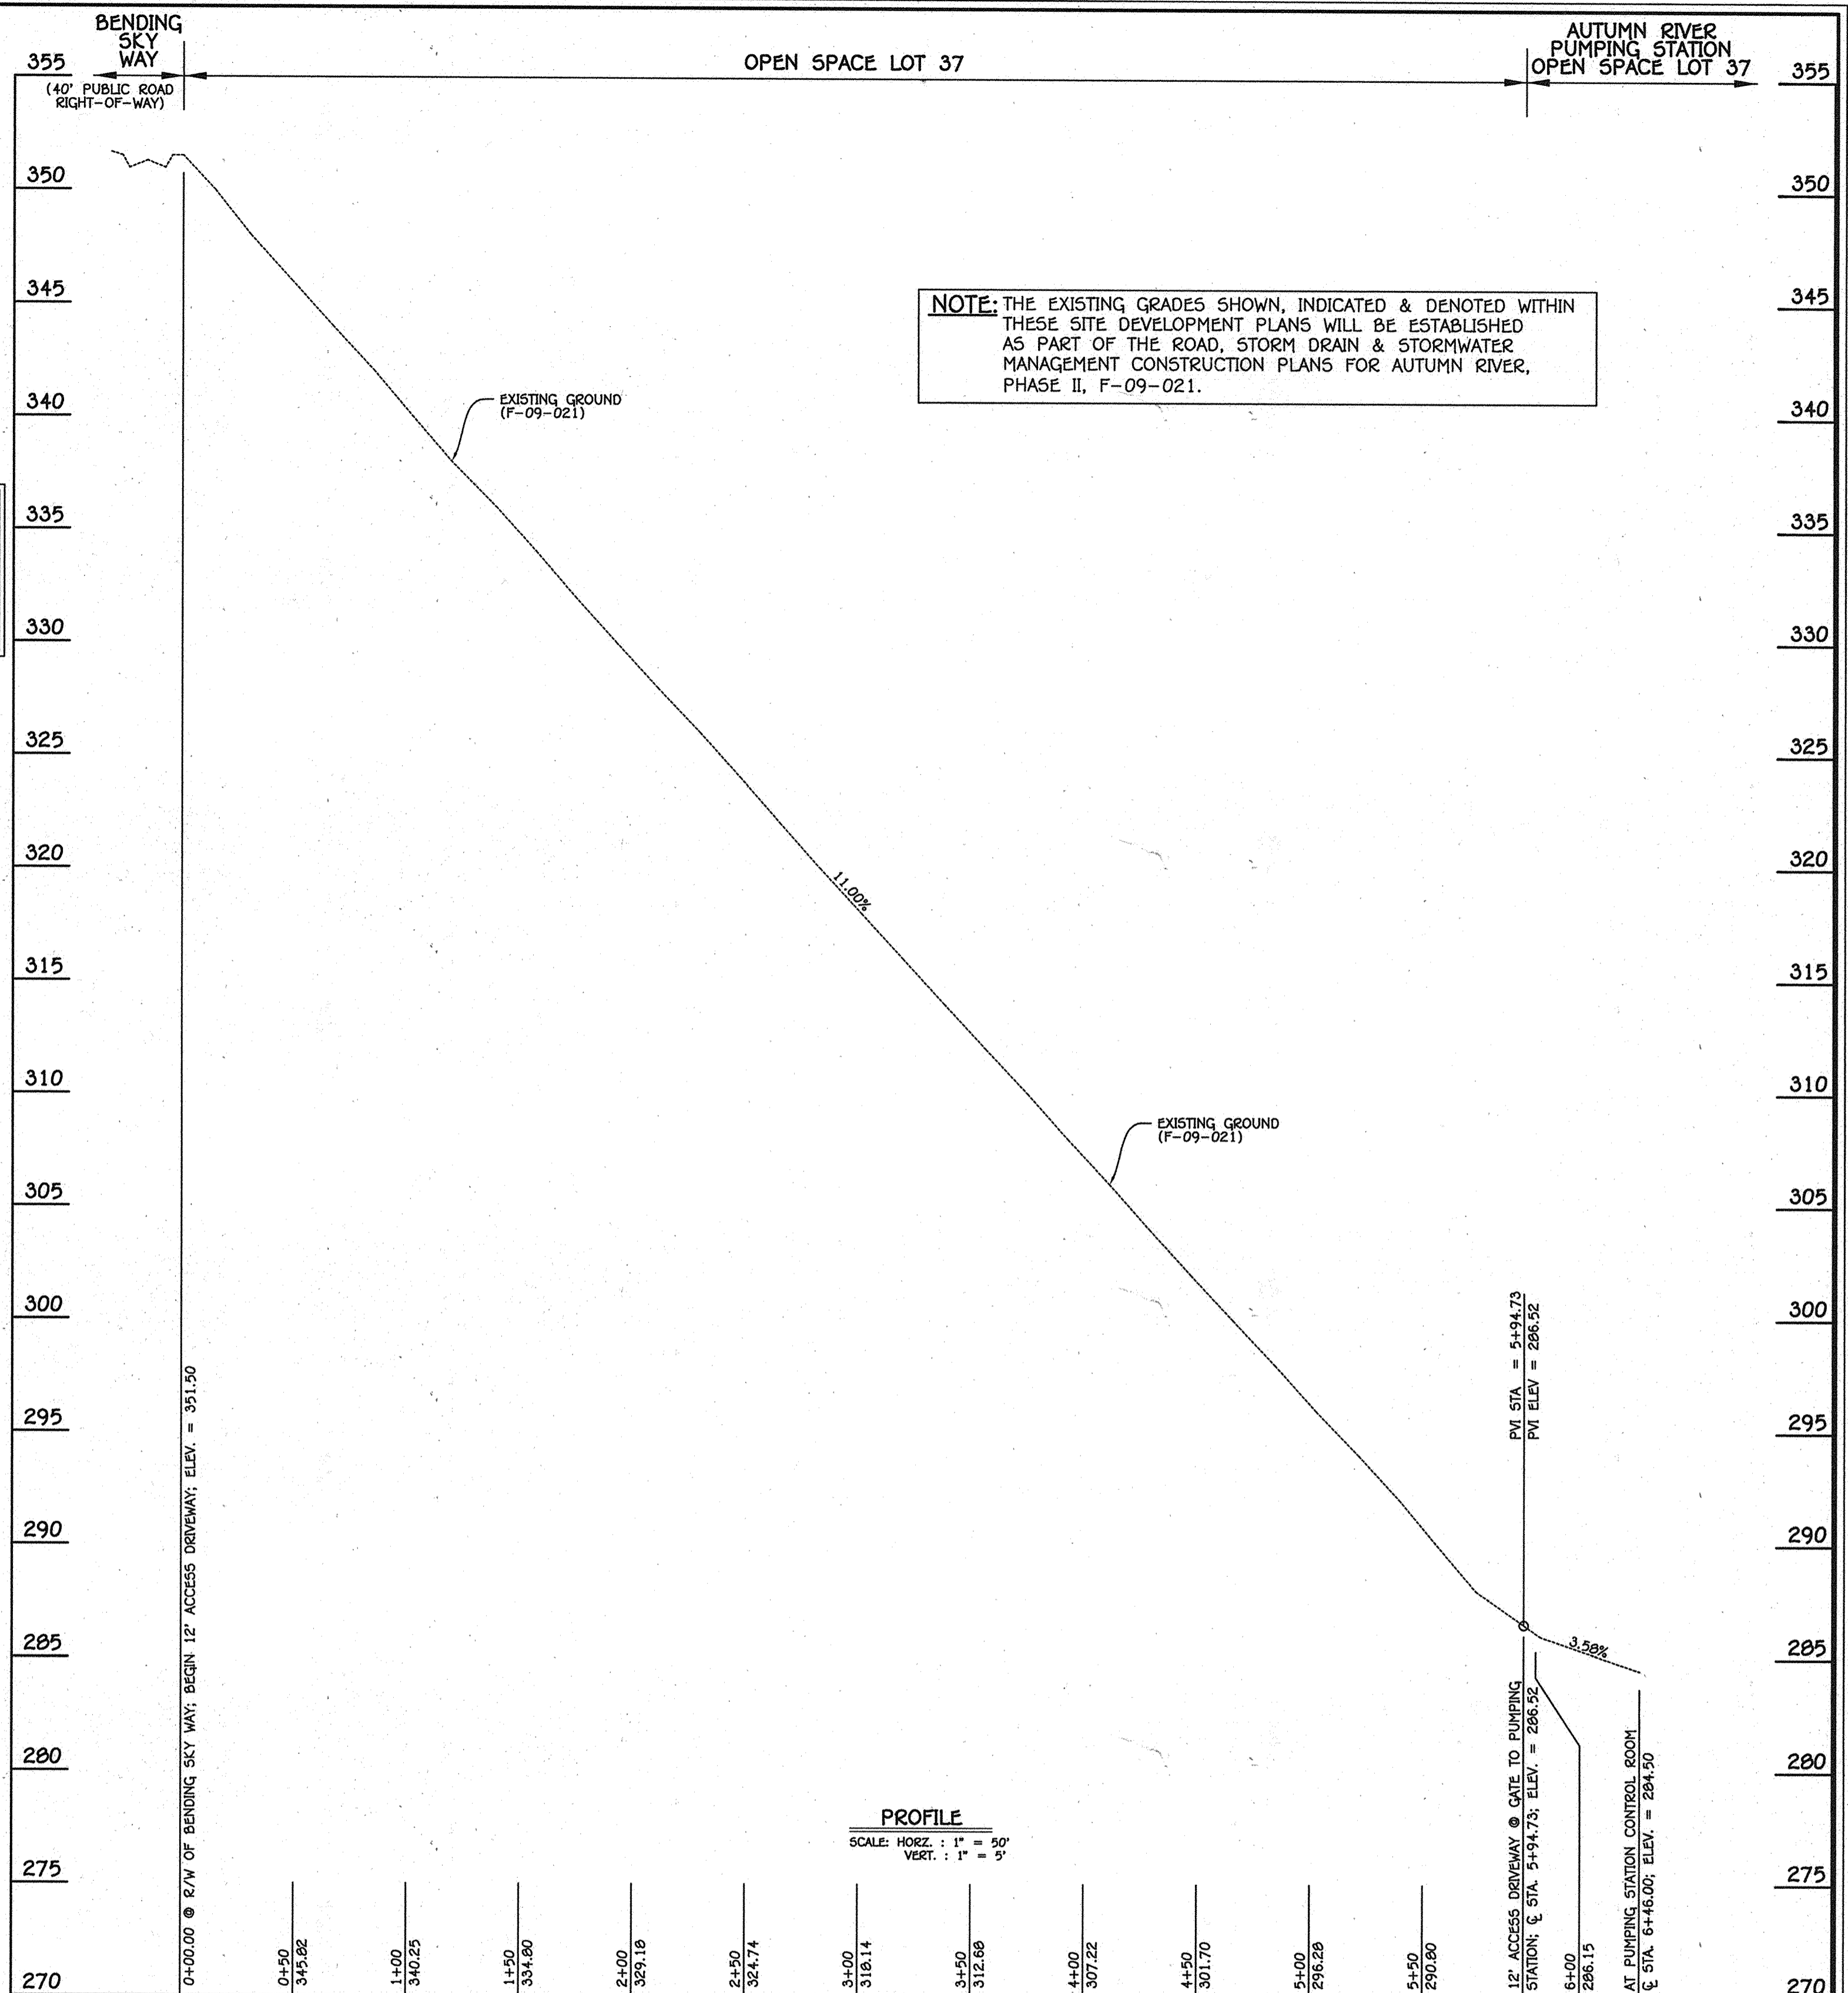 BENDING
SKY
WAY
(40' PUBLIC ROAD
RIGHT-OF-WAY)
OPEN SPACE LOT 37
AUTUMN RIVER
PUMPING STATION
OPEN SPACE LOT 37
355
350
345
340
335
330
325
320
315
310
305
300
295
290
285
280
275
270
NOTE: THE EXISTING GRADES SHOWN, INDICATED & DENOTED WITHIN
THESE SITE DEVELOPMENT PLANS WILL BE ESTABLISHED
AS PART OF THE ROAD, STORM DRAIN & STORMWATER
MANAGEMENT CONSTRUCTION PLANS FOR AUTUMN RIVER,
PHASE II, F-09-021.
EXISTING GROUND
(F-09-021)
11.00%
EXISTING GROUND
(F-09-021)
PVI STA = 5+94.73
PVI ELEV = 286.52
3.58%
0+00.00 @ R/W OF BENDING SKY WAY; BEGIN 12' ACCESS DRIVEWAY; ELEV. = 351.50
PROFILE
SCALE: HORZ. : 1" = 50'
VERT. : 1" = 5'
0+50
345.82
1+00
340.25
1+50
334.80
2+00
329.18
2+50
324.74
3+00
318.14
3+50
312.68
4+00
307.22
4+50
301.70
5+00
296.28
5+50
290.80
12' ACCESS DRIVEWAY @ GATE TO PUMPING
STATION; ℄ STA. 5+94.73; ELEV. = 286.52
6+00
286.15
AT PUMPING STATION CONTROL ROOM
℄ STA. 6+46.00; ELEV. = 284.50
355
350
345
340
335
330
325
320
315
310
305
300
295
290
285
280
275
270